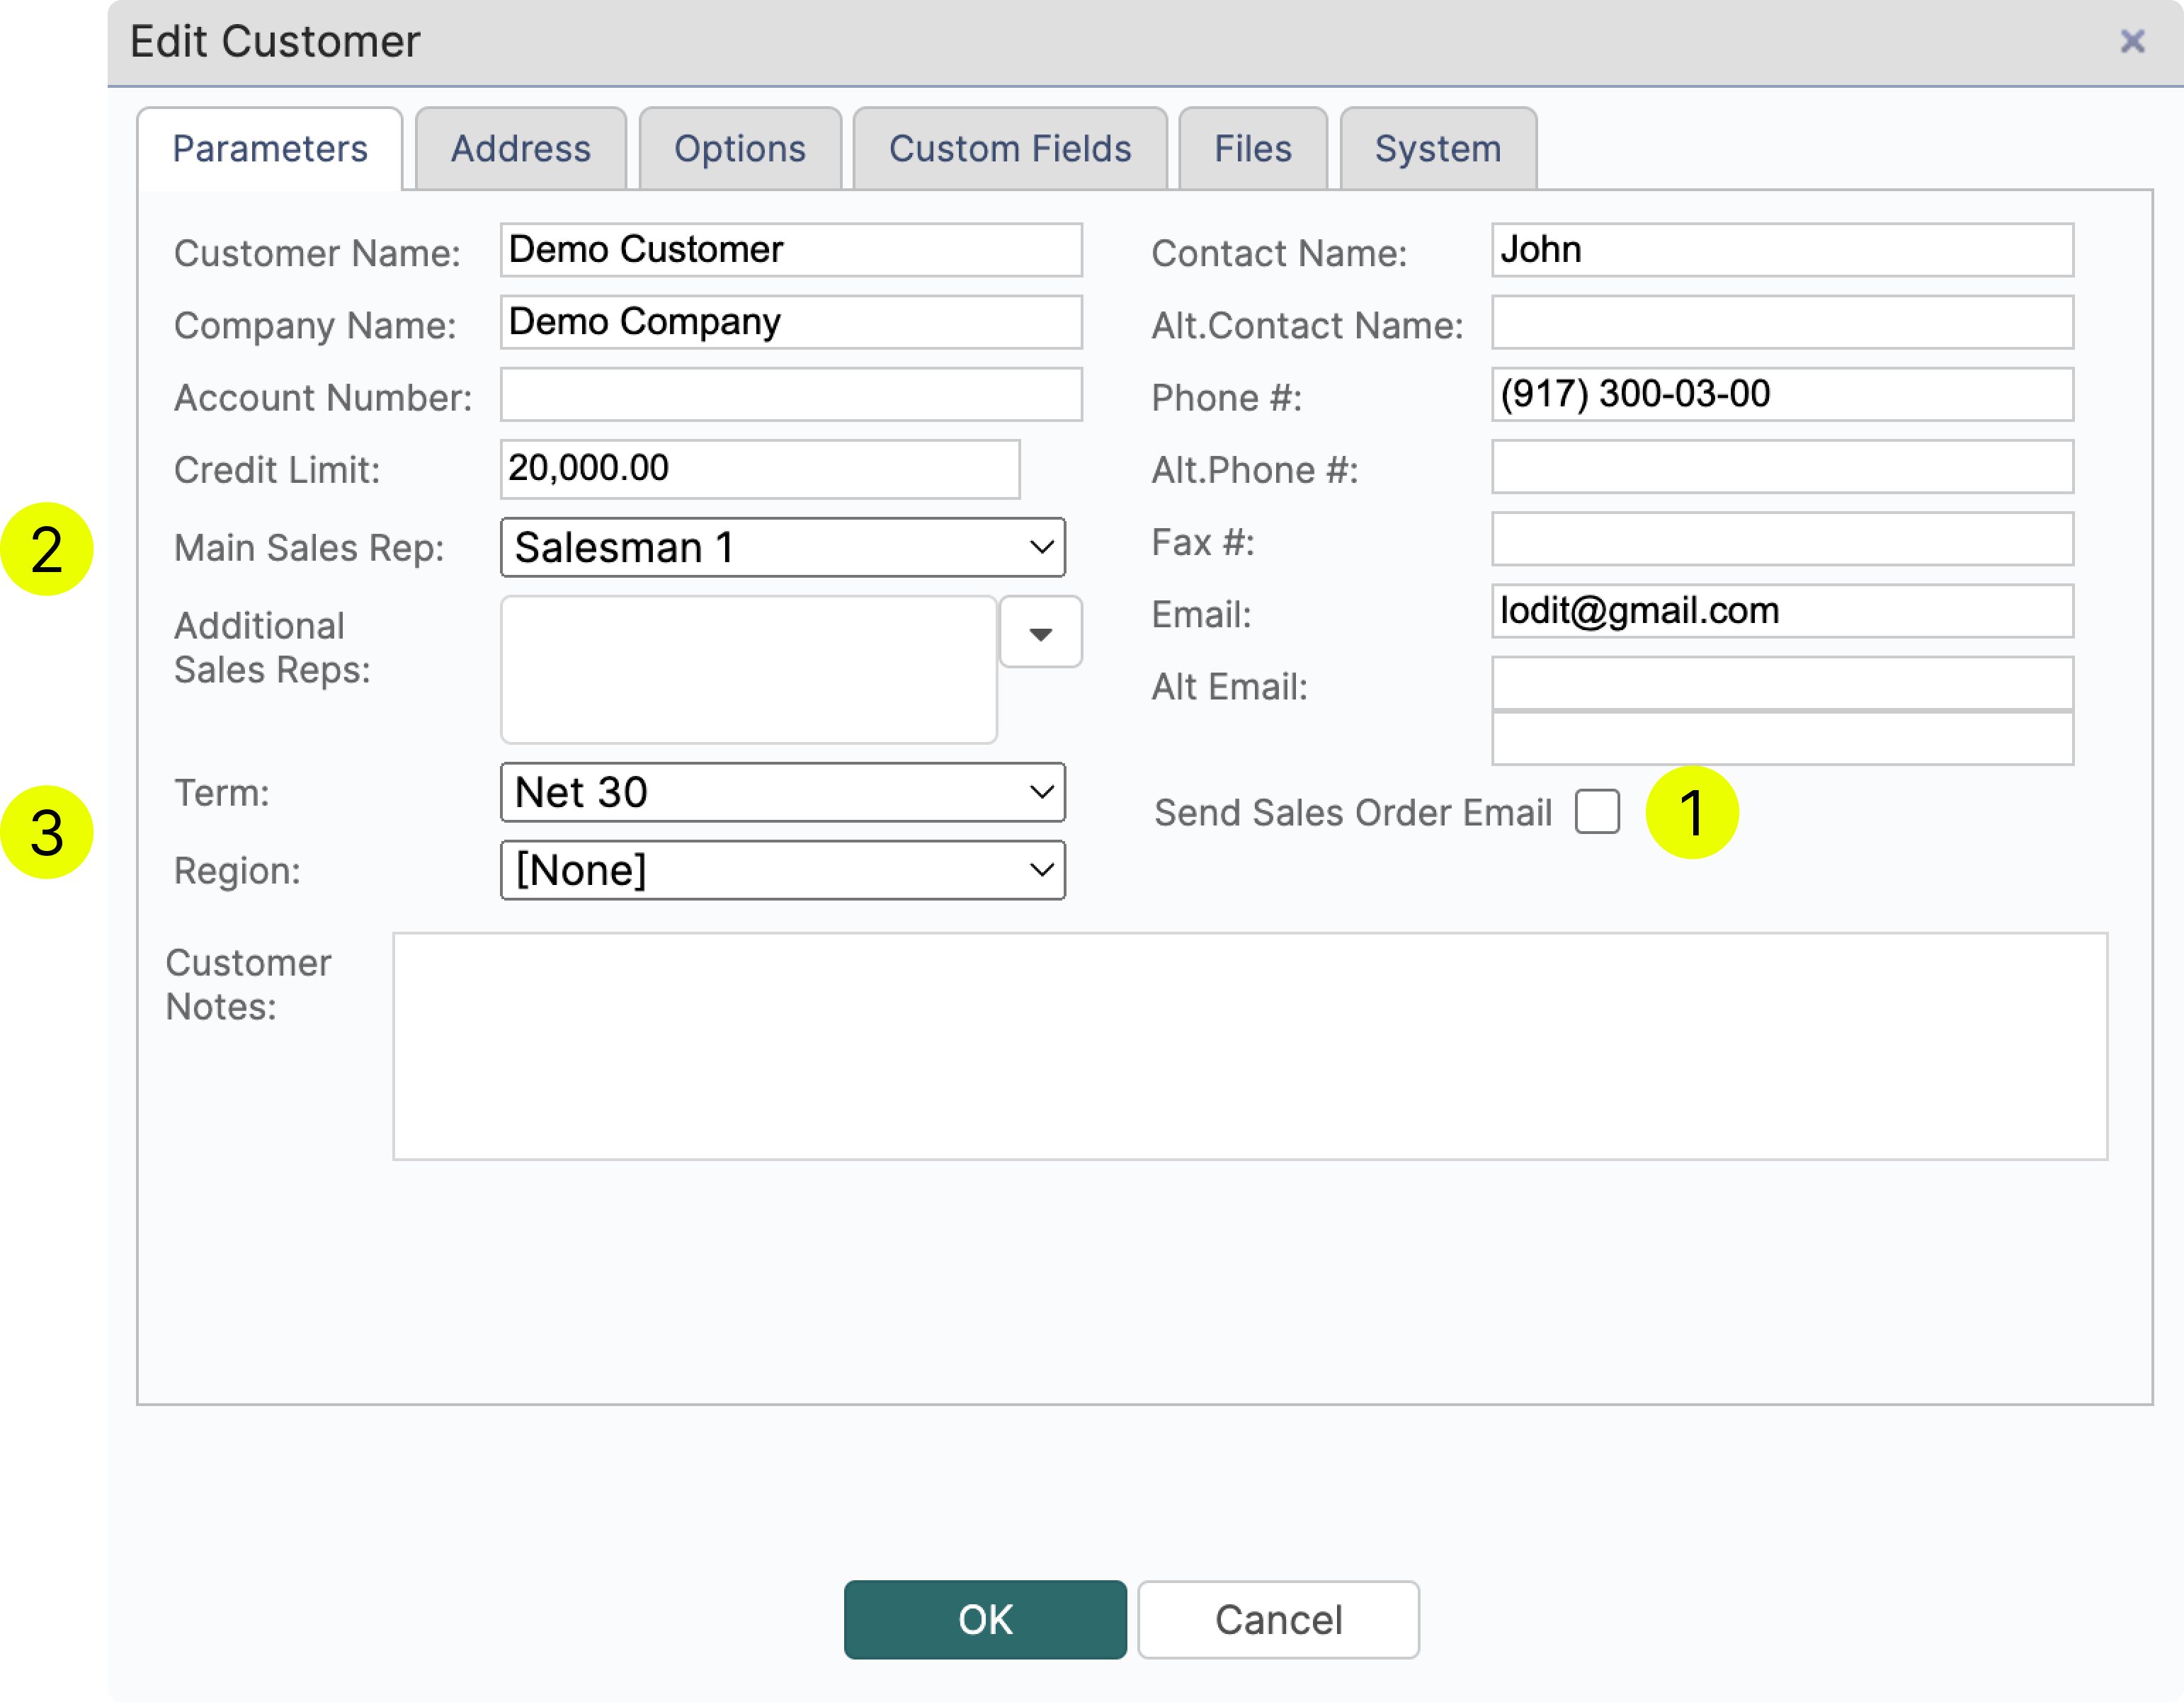 Edit Customer
Parameters Address Options Custom Fields Files System
Customer Name: Demo Customer
Company Name: Demo Company
Account Number:
Credit Limit: 20,000.00
2 Main Sales Rep: Salesman 1
Additional
Sales Reps:
3 Term: Net 30
Region: [None]
Contact Name: John
Alt.Contact Name:
Phone #: (917) 300-03-00
Alt.Phone #:
Fax #:
Email: lodit@gmail.com
Alt Email:
Send Sales Order Email 1
Customer
Notes:
OK Cancel